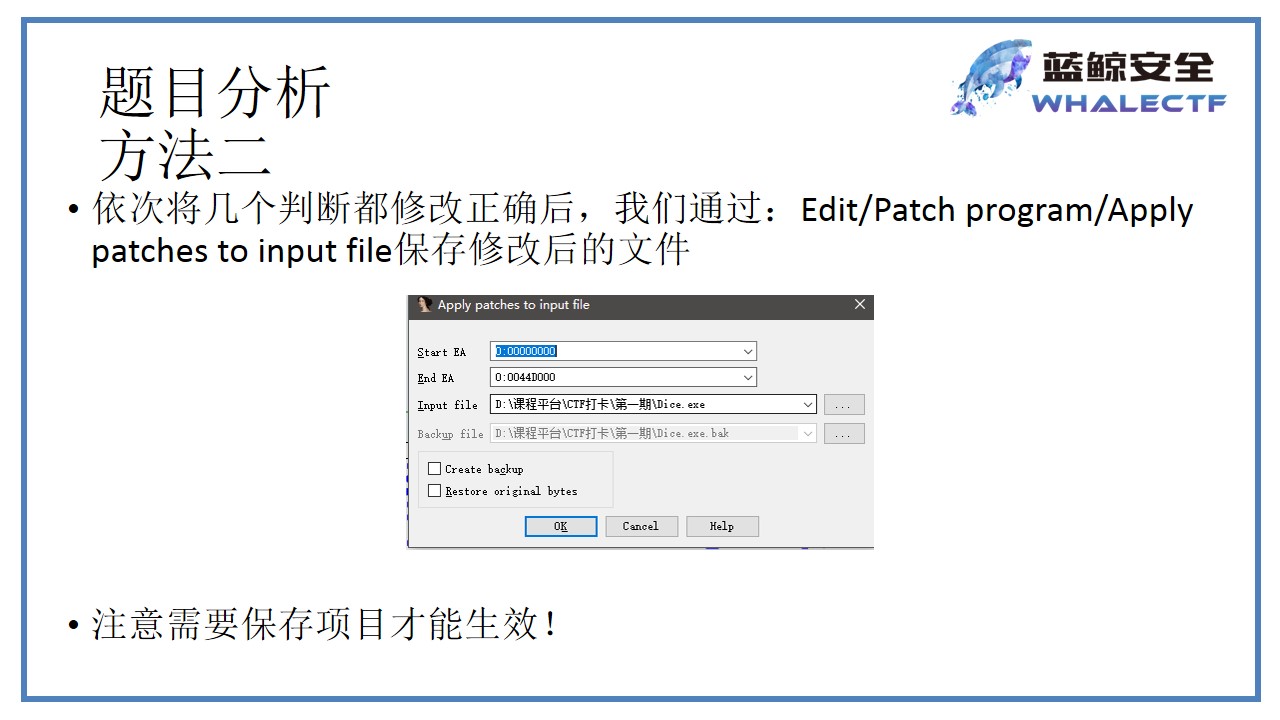 蓝鲸安全
WHALECTF
题目分析
方法二
• 依次将几个判断都修改正确后，我们通过：Edit/Patch program/Apply
patches to input file保存修改后的文件
Apply patches to input file
Start EA 0:00000000
End EA 0:0044D000
Input file D:\课程平台\CTF打卡\第一期\Dice.exe ...
Backup file D:\课程平台\CTF打卡\第一期\Dice.exe.bak ...
Create backup
Restore original bytes
OK Cancel Help
• 注意需要保存项目才能生效！